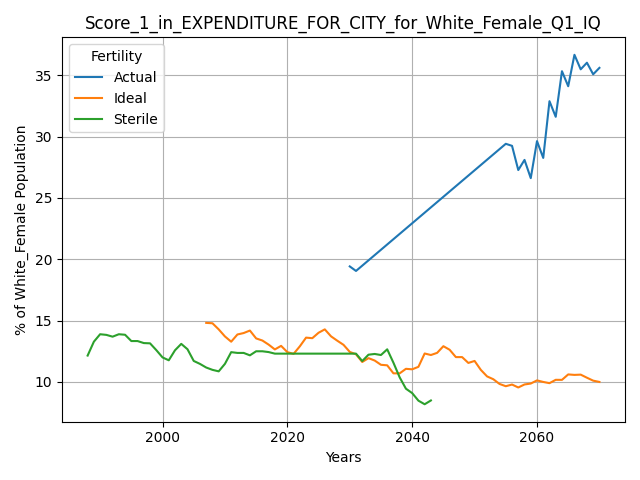 Score_1_in_EXPENDITURE_FOR_CITY_for_White_Female_Q1_IQ
Fertility
Actual
Ideal
Sterile
% of White_Female Population
35
30
25
20
15
10
2000
2020
2040
2060
Years